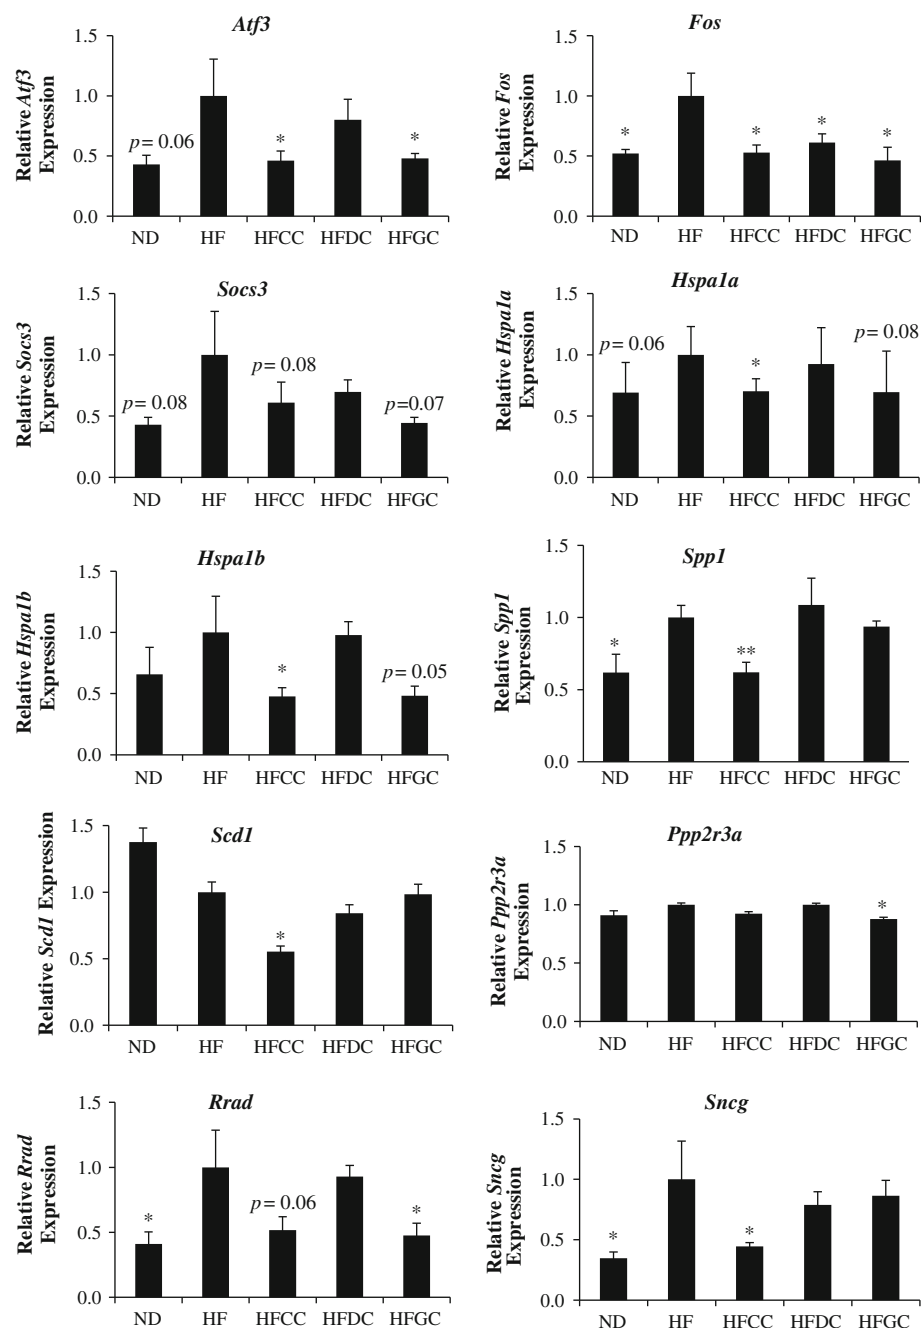 Atf3
Relative Atf3
Expression
1.5
1.0
0.5
0.0
p= 0.06
*
*
ND HF HFCC HFDC HFGC
Fos
Relative Fos
Expression
1.5
1.0
0.5
0.0
*
*
*
*
ND HF HFCC HFDC HFGC
Socs3
Relative Socs3
Expression
1.5
1.0
0.5
0.0
p= 0.08
p= 0.08
p=0.07
ND HF HFCC HFDC HFGC
Hspa1a
Relative Hspa1a
Expression
1.5
1.0
0.5
0.0
p= 0.06
*
p= 0.08
ND HF HFCC HFDC HFGC
Hspa1b
Relative Hspa1b
Expression
1.5
1.0
0.5
0.0
*
p= 0.05
ND HF HFCC HFDC HFGC
Spp1
Relative Spp1
Expression
1.5
1.0
0.5
0.0
*
**
ND HF HFCC HFDC HFGC
Scd1
Relative Scd1 Expression
1.5
1.0
0.5
0.0
*
ND HF HFCC HFDC HFGC
Ppp2r3a
Relative Ppp2r3a
Expression
1.5
1.0
0.5
0.0
*
ND HF HFCC HFDC HFGC
Rrad
Relative Rrad
Expression
1.5
1.0
0.5
0.0
*
p= 0.06
*
ND HF HFCC HFDC HFGC
Sncg
Relative Sncg
Expression
1.5
1.0
0.5
0.0
*
*
ND HF HFCC HFDC HFGC